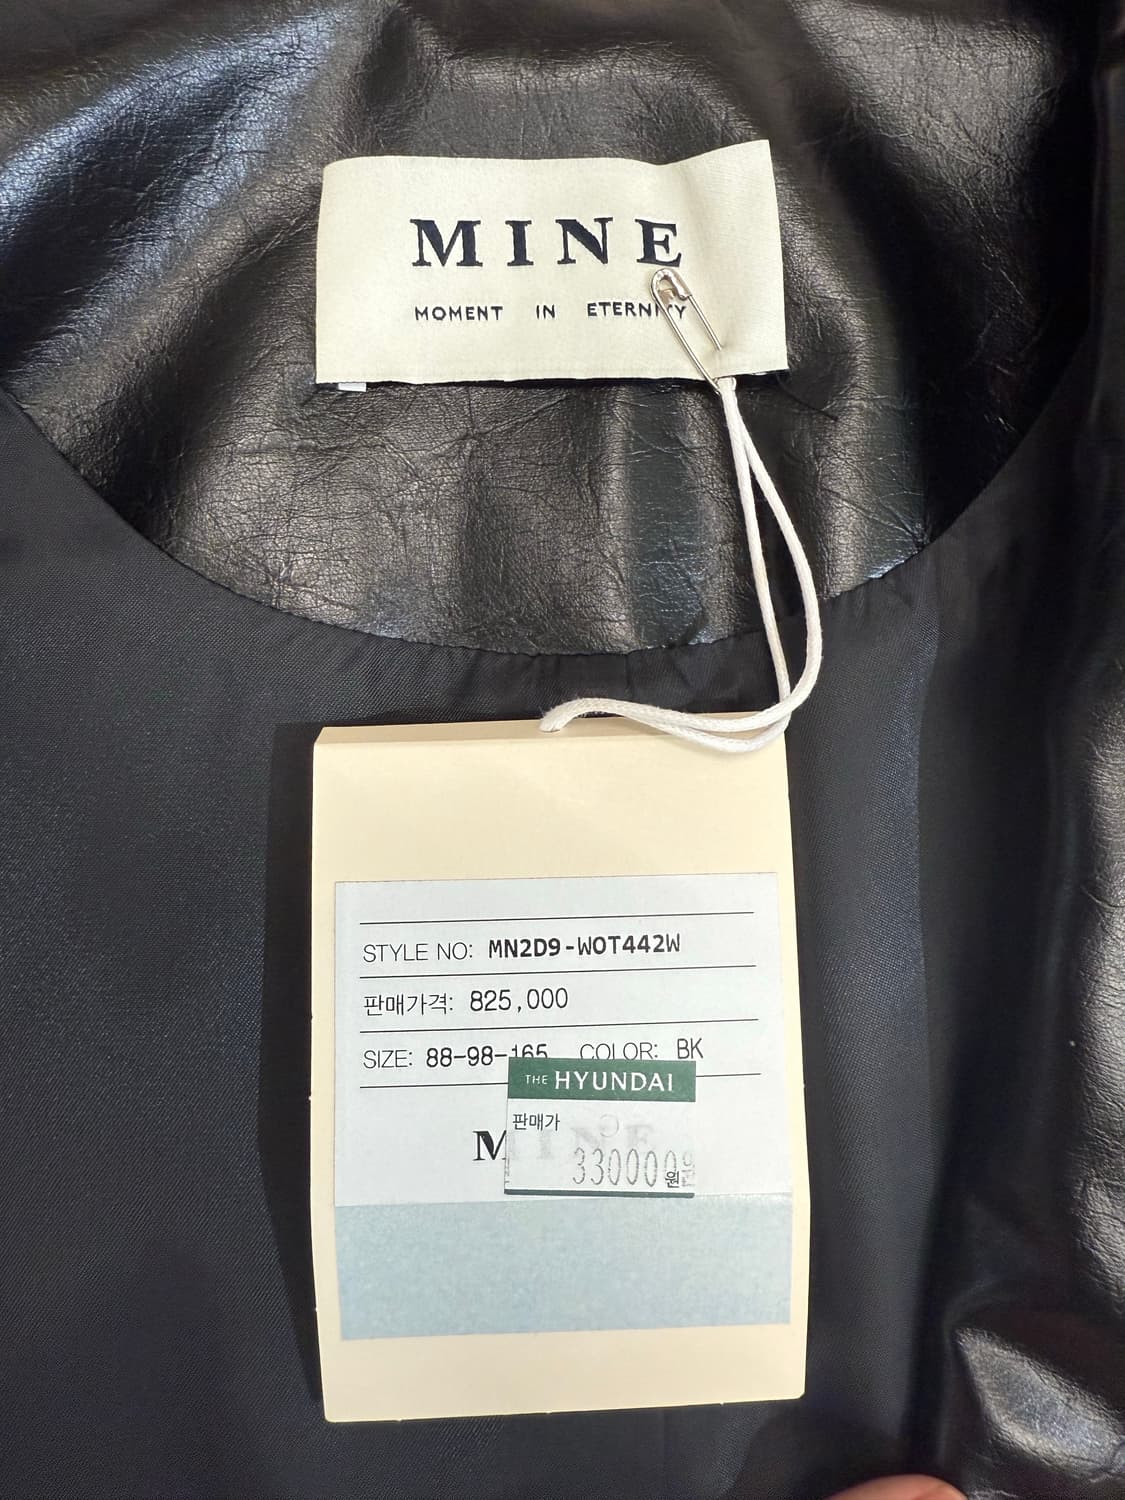 MINE
MOMENT IN ETERNITY
STYLE NO: MN2D9-WOT442W
판매가격: 825,000
SIZE: 88-98-165 COLOR: BK
THE HYUNDAI
판매가
330000원
MINE